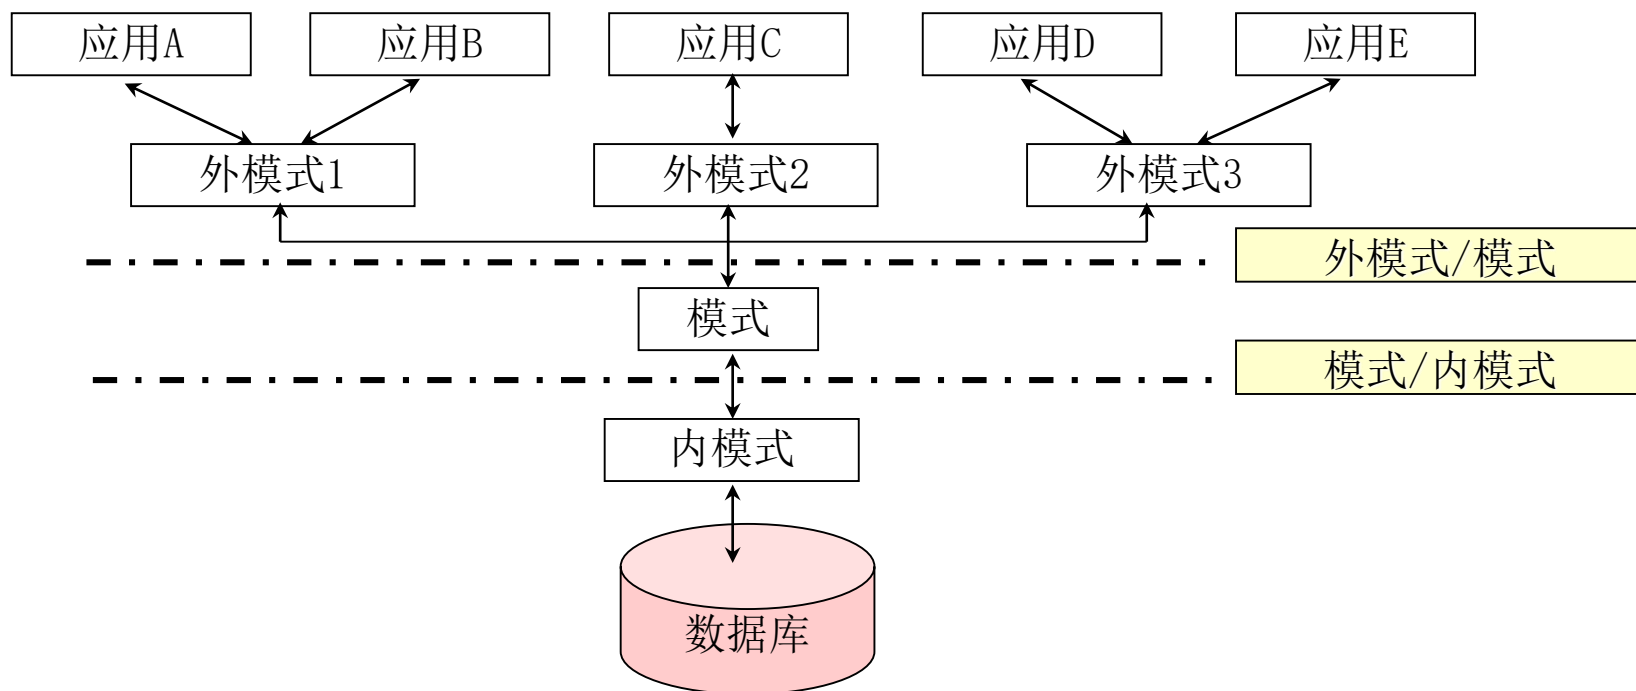 应用A
应用B
应用C
应用D
应用E
外模式1
外模式2
外模式3
外模式/模式
模式
模式/内模式
内模式
数据库